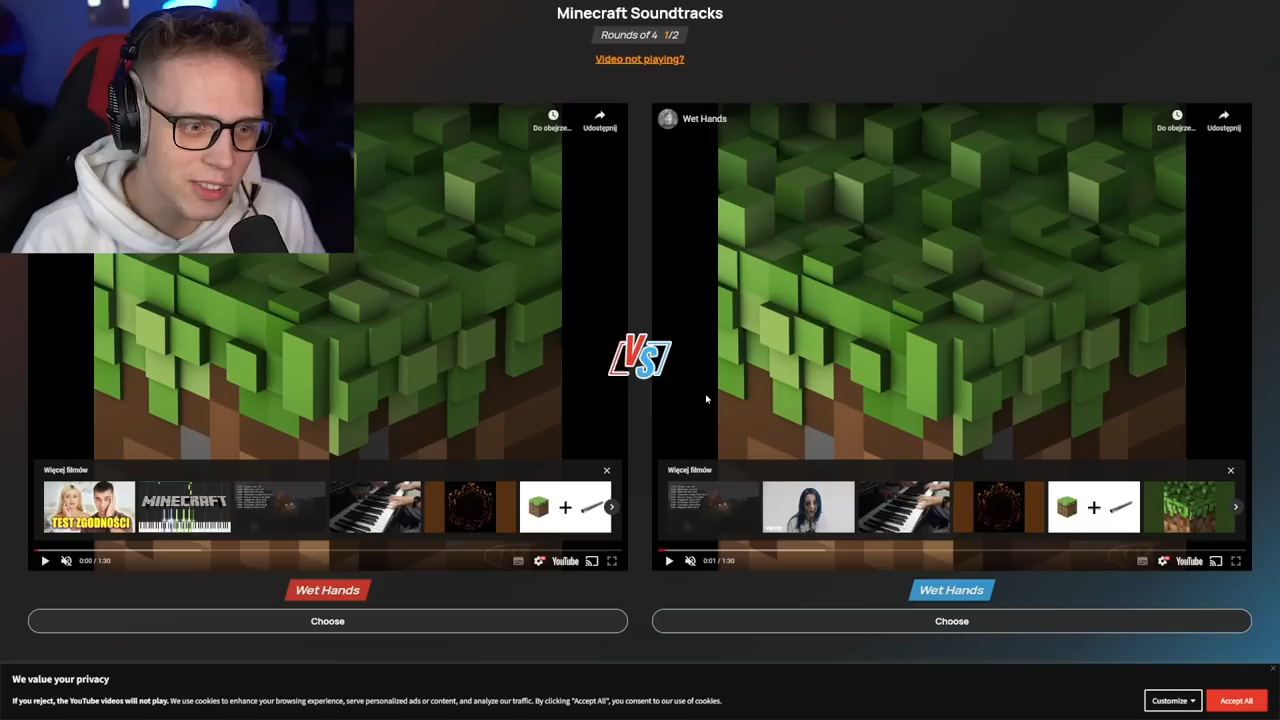 Minecraft Soundtracks
Rounds of 4 1/2
Video not playing?
Do obejrze...
Udostępnij
Wet Hands
Do obejrze...
Udostępnij
VS
Więcej filmów
TEST ZGODNOŚCI
MINECRAFT
+
0:00 / 1:30
YouTube
Więcej filmów
vevo
+
0:01 / 1:30
YouTube
Wet Hands
Wet Hands
Choose
Choose
We value your privacy
If you reject, the YouTube videos will not play. We use cookies to enhance your browsing experience, serve personalized ads or content, and analyze our traffic. By clicking "Accept All", you consent to our use of cookies.
Customize
Accept All